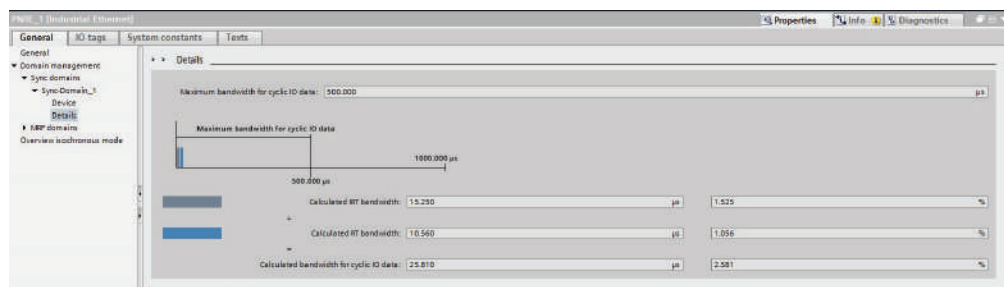 PN/IE_1 [Industrial Ethernet]
Properties Info Diagnostics
General IO tags System constants Texts
General
Domain management
Sync domains
Sync-Domain_1
Device
Details
MRP domains
Overview isochronous mode
Details
Maximum bandwidth for cyclic IO data: 500.000 µs
Maximum bandwidth for cyclic IO data
1000.000 µs
500.000 µs
Calculated IRT bandwidth: 15.250 µs 1.525 %
+
Calculated RT bandwidth: 10.560 µs 1.056 %
=
Calculated bandwidth for cyclic IO data: 25.810 µs 2.581 %